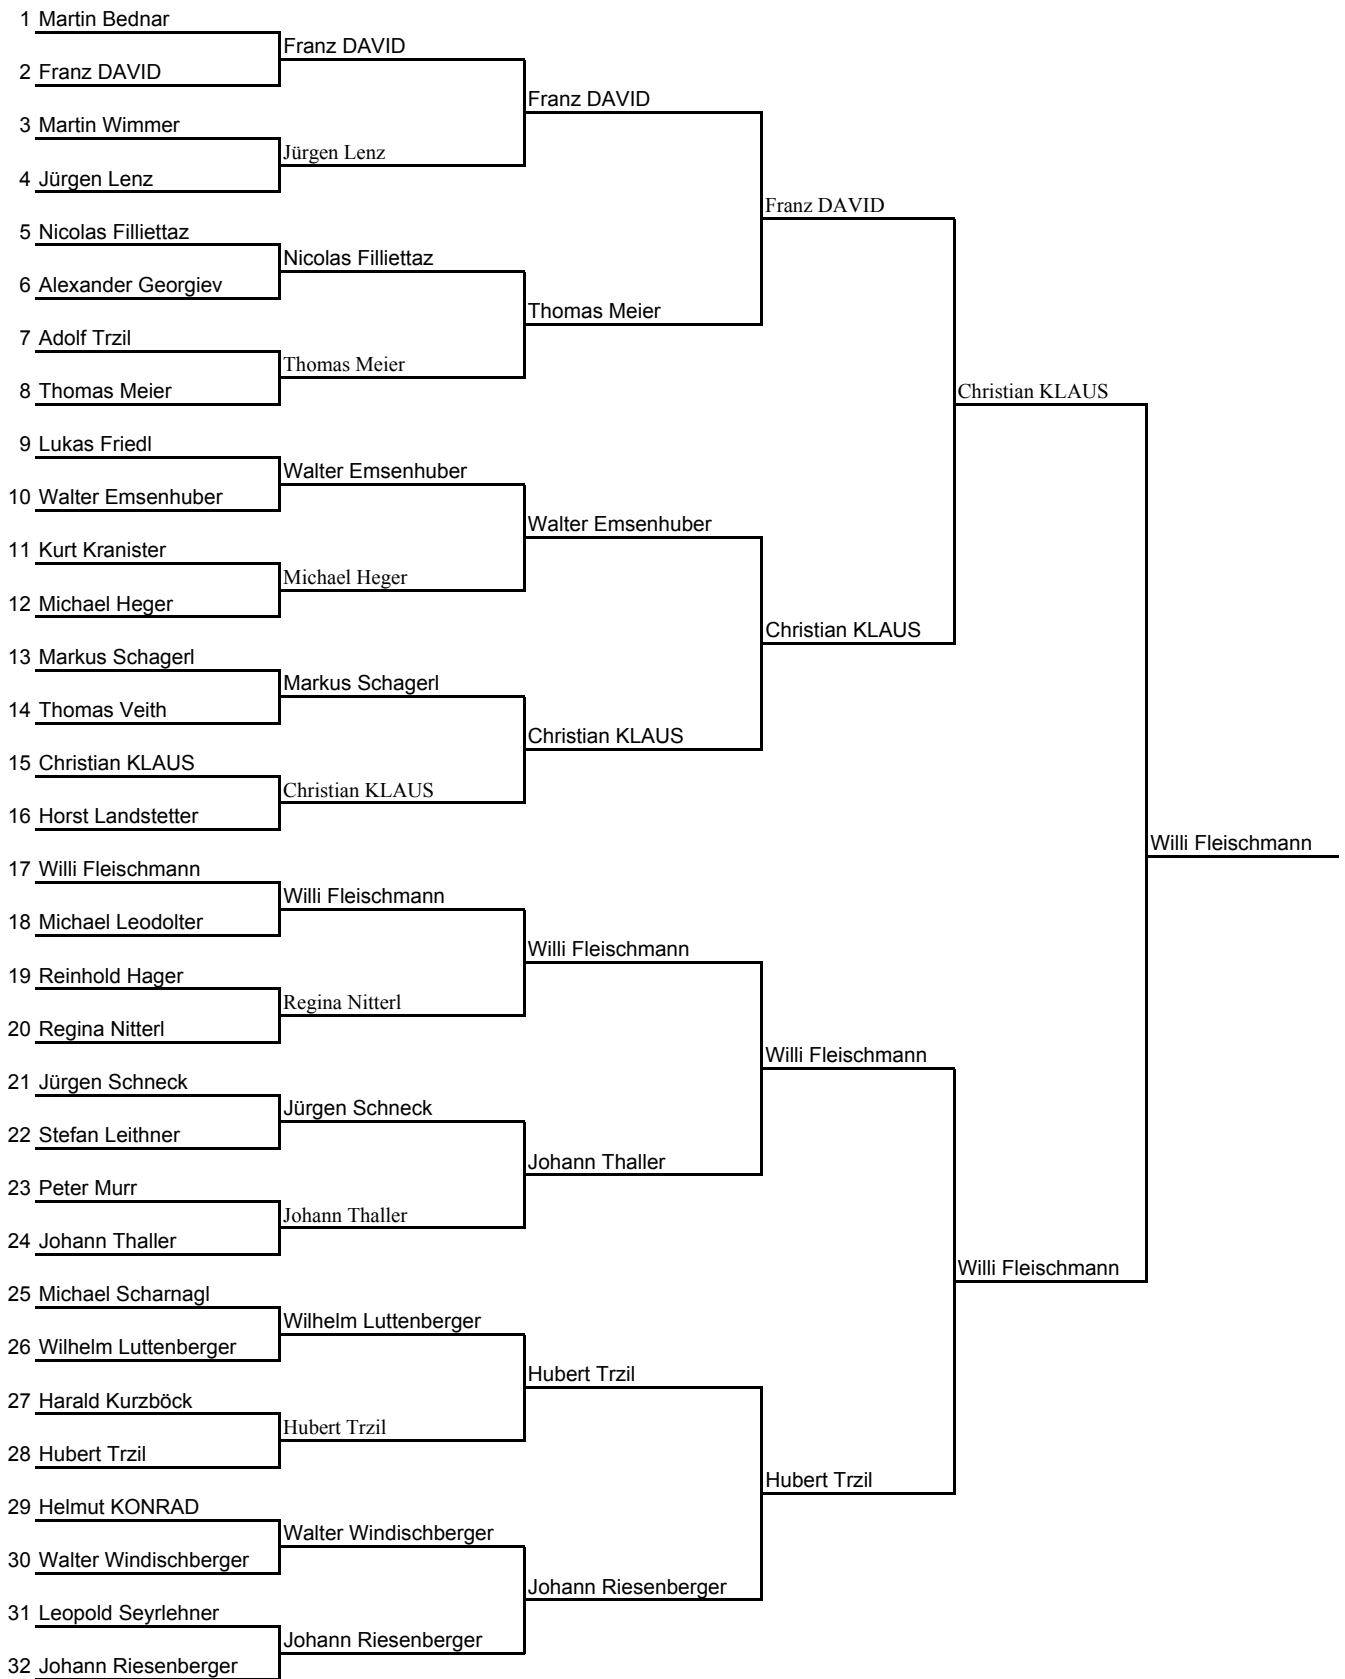 1 Martin Bednar
Franz DAVID
2 Franz DAVID
Franz DAVID
3 Martin Wimmer
Jürgen Lenz
4 Jürgen Lenz
Franz DAVID
5 Nicolas Filliettaz
Nicolas Filliettaz
6 Alexander Georgiev
Thomas Meier
7 Adolf Trzil
Thomas Meier
8 Thomas Meier
Christian KLAUS
9 Lukas Friedl
Walter Emsenhuber
10 Walter Emsenhuber
Walter Emsenhuber
11 Kurt Kranister
Michael Heger
12 Michael Heger
Christian KLAUS
13 Markus Schagerl
Markus Schagerl
14 Thomas Veith
Christian KLAUS
15 Christian KLAUS
Christian KLAUS
16 Horst Landstetter
Willi Fleischmann
17 Willi Fleischmann
Willi Fleischmann
18 Michael Leodolter
Willi Fleischmann
19 Reinhold Hager
Regina Nitterl
20 Regina Nitterl
Willi Fleischmann
21 Jürgen Schneck
Jürgen Schneck
22 Stefan Leithner
Johann Thaller
23 Peter Murr
Johann Thaller
24 Johann Thaller
Willi Fleischmann
25 Michael Scharnagl
Wilhelm Luttenberger
26 Wilhelm Luttenberger
Hubert Trzil
27 Harald Kurzböck
Hubert Trzil
28 Hubert Trzil
Hubert Trzil
29 Helmut KONRAD
Walter Windischberger
30 Walter Windischberger
Johann Riesenberger
31 Leopold Seyrlehner
Johann Riesenberger
32 Johann Riesenberger